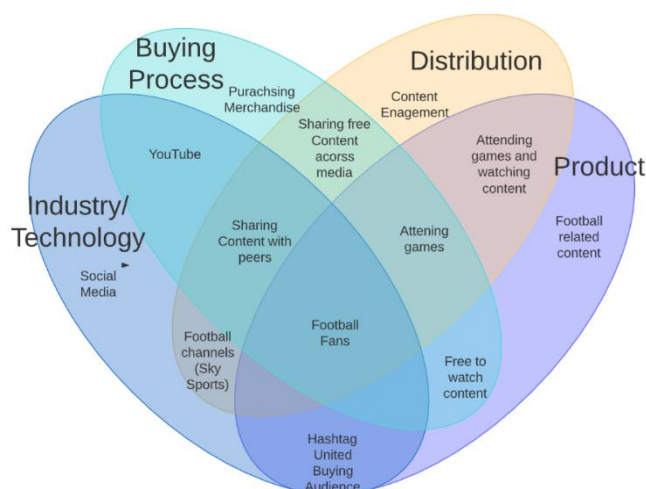 Buying
Process
Distribution
Purachsing
Merchandise
Content
Enagement
Sharing free
Content
acorss
media
Attending
games and
watching
content
Product
YouTube
Industry/
Technology
Sharing
Content with
peers
Attening
games
Football
related
content
Social
Media
Football
Fans
Football
channels
(Sky
Sports)
Free to
watch
content
Hashtag
United
Buying
Audience